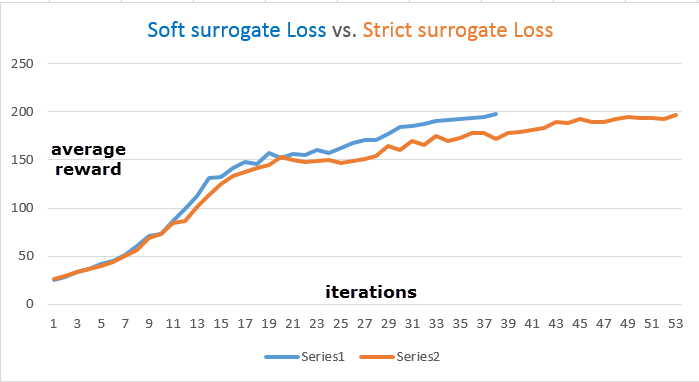 Soft surrogate Loss vs. Strict surrogate Loss
250
200
150
100
50
0
average
reward
iterations
1 3 5 7 9 11 13 15 17 19 21 23 25 27 29 31 33 35 37 39 41 43 45 47 49 51 53
Series1 Series2